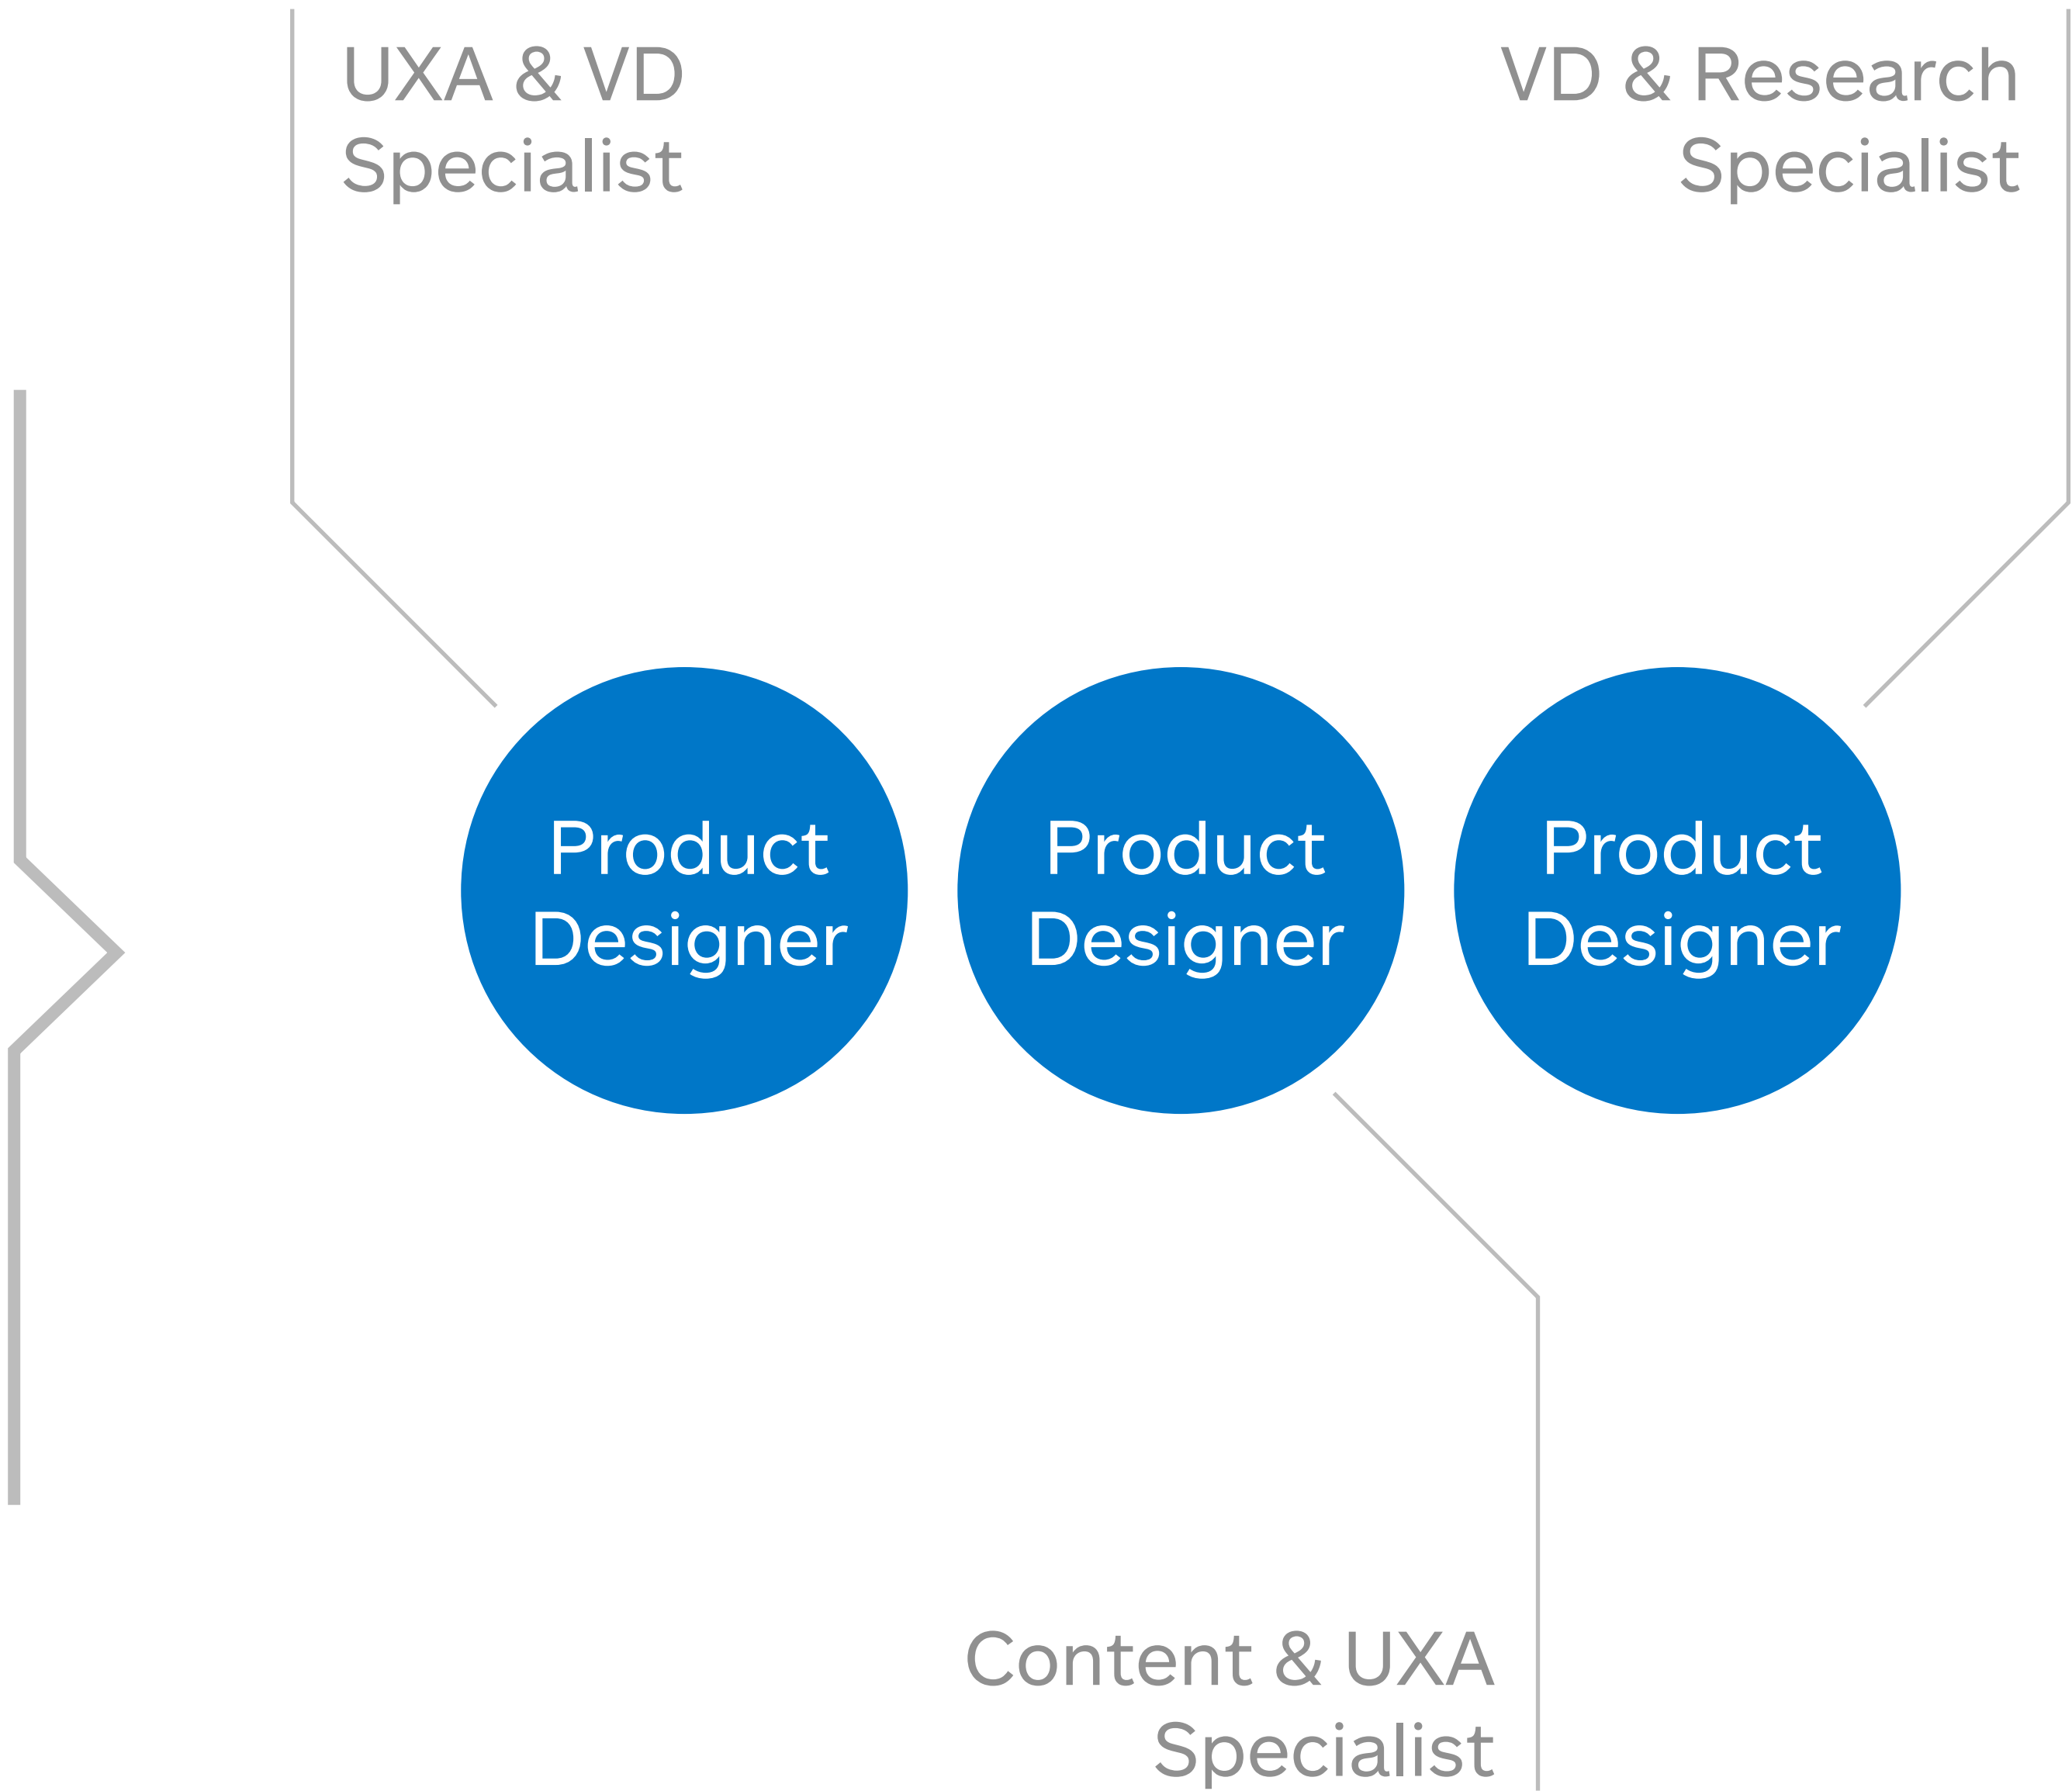 UXA & VD
Specialist
VD & Research
Specialist
Product
Designer
Product
Designer
Product
Designer
Content & UXA
Specialist